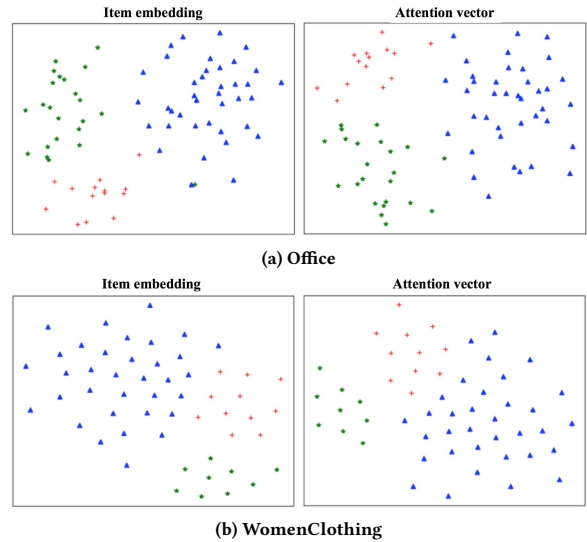 Item embedding
Attention vector
(a) Office
Item embedding
Attention vector
(b) WomenClothing